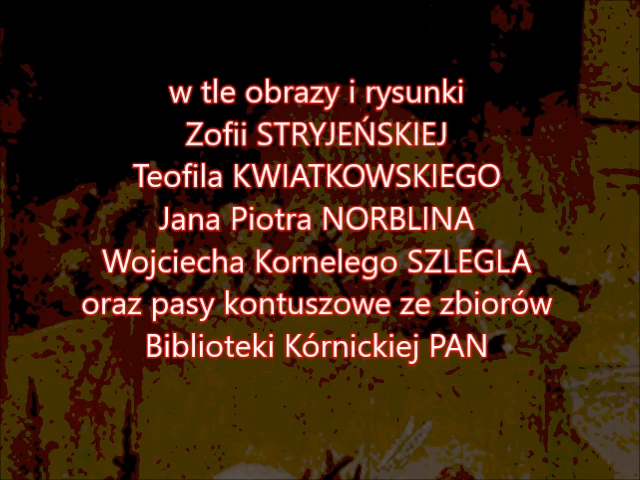 w tle obrazy i rysunki
Zofii STRYJEŃSKIEJ
Teofila KWIATKOWSKIEGO
Jana Piotra NORBLINA
Wojciecha Kornelego SZLEGLA
oraz pasy kontuszowe ze zbiorów
Biblioteki Kórnickiej PAN